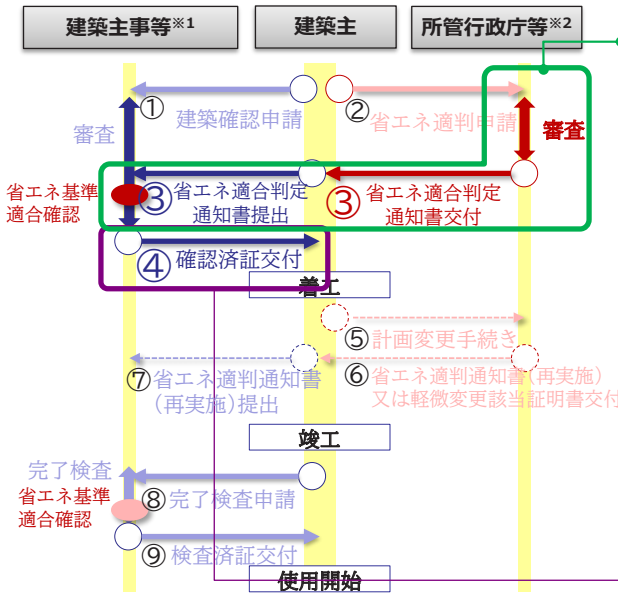 建築主事等※1
建築主
所管行政庁等※2
①
建築確認申請
②
省エネ適判申請
審査
審査
省エネ基準
適合確認
③
省エネ適合判定
通知書提出
③
省エネ適合判定
通知書交付
④
確認済証交付
着工
⑤
計画変更手続き
⑦
省エネ適判通知書
(再実施)提出
⑥
省エネ適判通知書(再実施)
又は軽微変更該当証明書交付
竣工
完了検査
省エネ基準
適合確認
⑧
完了検査申請
⑨
検査済証交付
使用開始